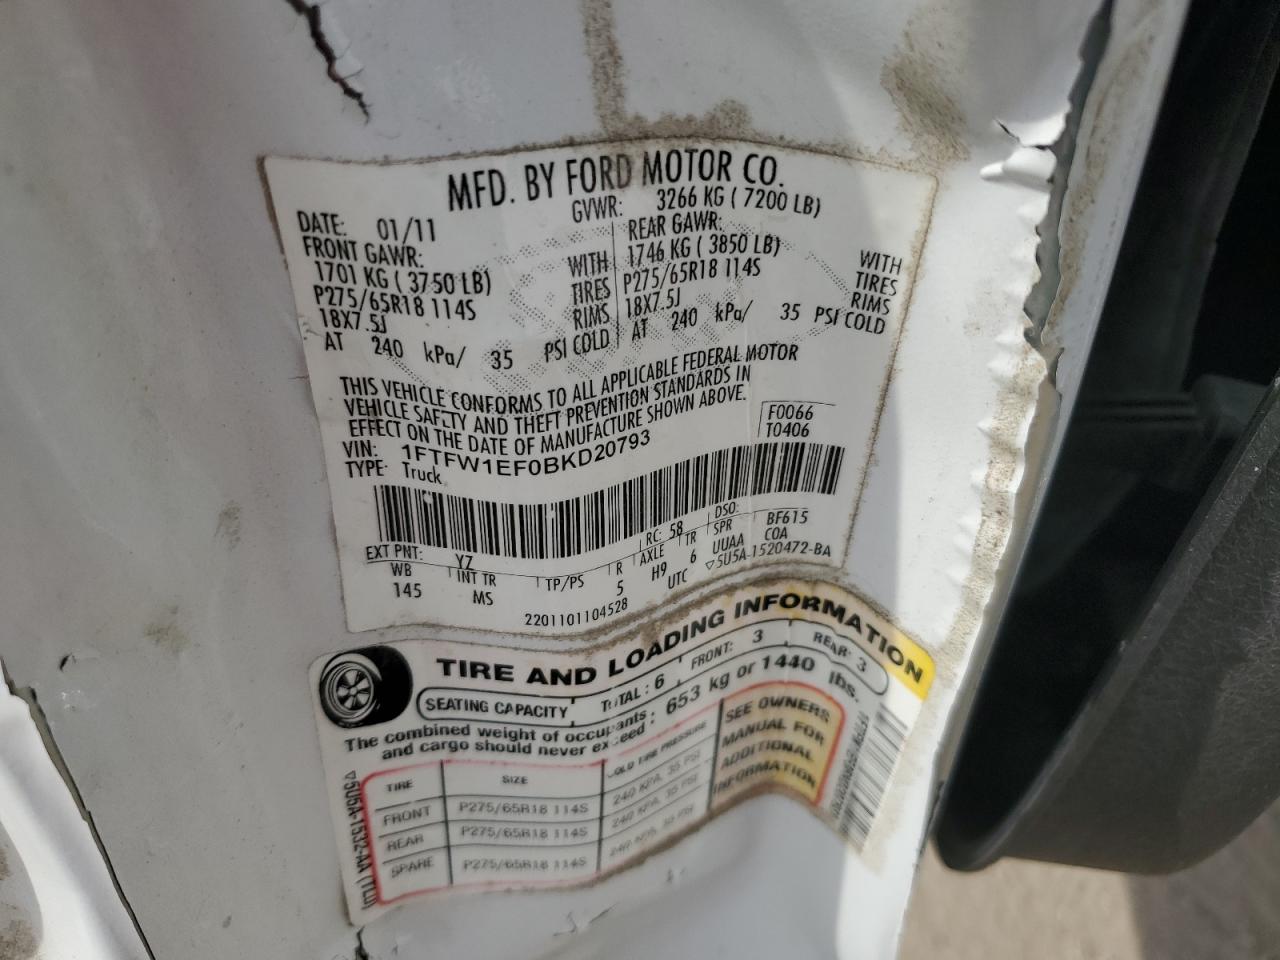 MFD. BY FORD MOTOR CO.
DATE: 01/11 GVWR: 3266 KG ( 7200 LB)
FRONT GAWR: REAR GAWR:
1701 KG ( 3750 LB) WITH 1746 KG ( 3850 LB) WITH
P275/65R18 114S TIRES P275/65R18 114S TIRES
18X7.5J RIMS 18X7.5J RIMS
AT 240 kPa/ 35 PSI COLD AT 240 kPa/ 35 PSI COLD
THIS VEHICLE CONFORMS TO ALL APPLICABLE FEDERAL MOTOR
VEHICLE SAFETY AND THEFT PREVENTION STANDARDS IN
EFFECT ON THE DATE OF MANUFACTURE SHOWN ABOVE.
VIN: 1FTFW1EF0BKD20793 F0066
TYPE: Truck T0406
EXT PNT: YZ RC: 58 DSO: BF615
WB INT TR TP/PS R AXLE TR SPR COA
145 MS 5 H9 6 UUAA
UTC ▽5U5A-1520472-BA
2201101104528
TIRE AND LOADING INFORMATION
SEATING CAPACITY TOTAL: 6 FRONT: 3 REAR: 3
The combined weight of occupants
and cargo should never exceed : 653 kg or 1440 lbs.
TIRE SIZE COLD TIRE PRESSURE
FRONT P275/65R18 114S 240 KPA, 35 PSI
REAR P275/65R18 114S 240 KPA, 35 PSI
SPARE P275/65R18 114S 240 KPA, 35 PSI
SEE OWNERS
MANUAL FOR
ADDITIONAL
INFORMATION
▽5U5A-1532-AA (TLU)